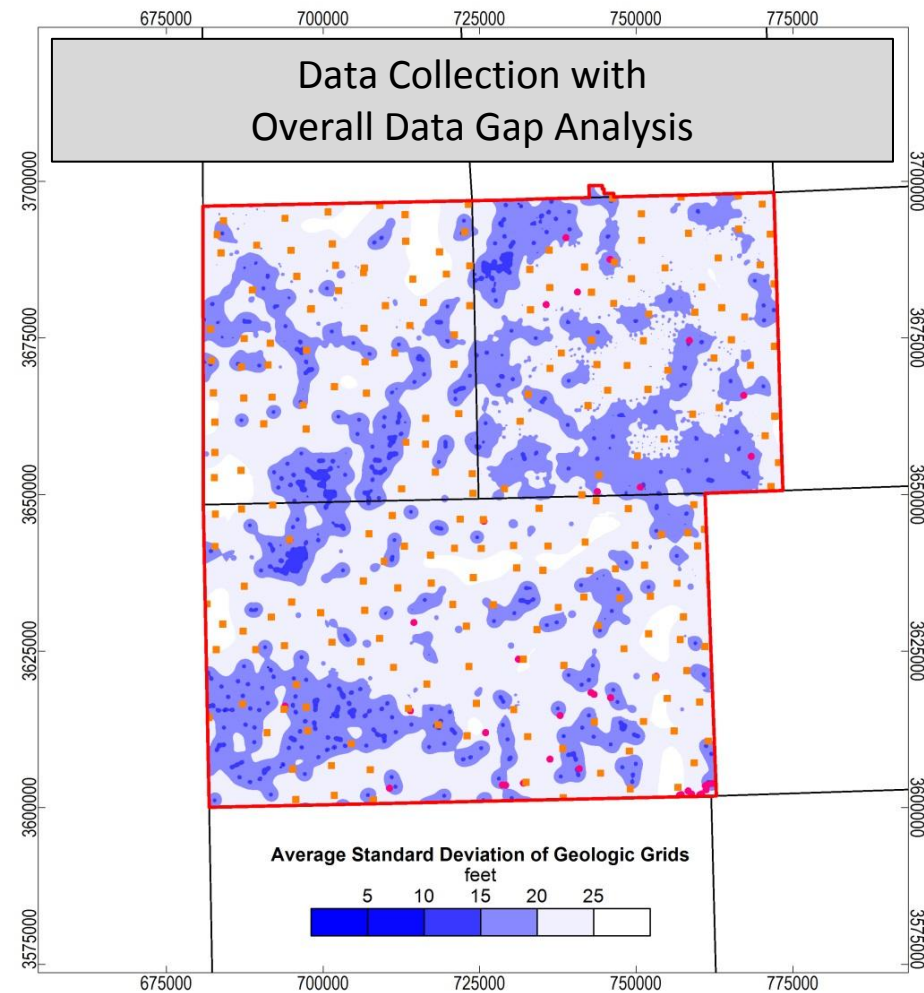 675000 700000 725000 750000 775000
Data Collection with
Overall Data Gap Analysis
3700000 3700000
3675000 3675000
3650000 3650000
3625000 3625000
3600000 3600000
Average Standard Deviation of Geologic Grids
feet
5 10 15 20 25
3575000 3575000
675000 700000 725000 750000 775000